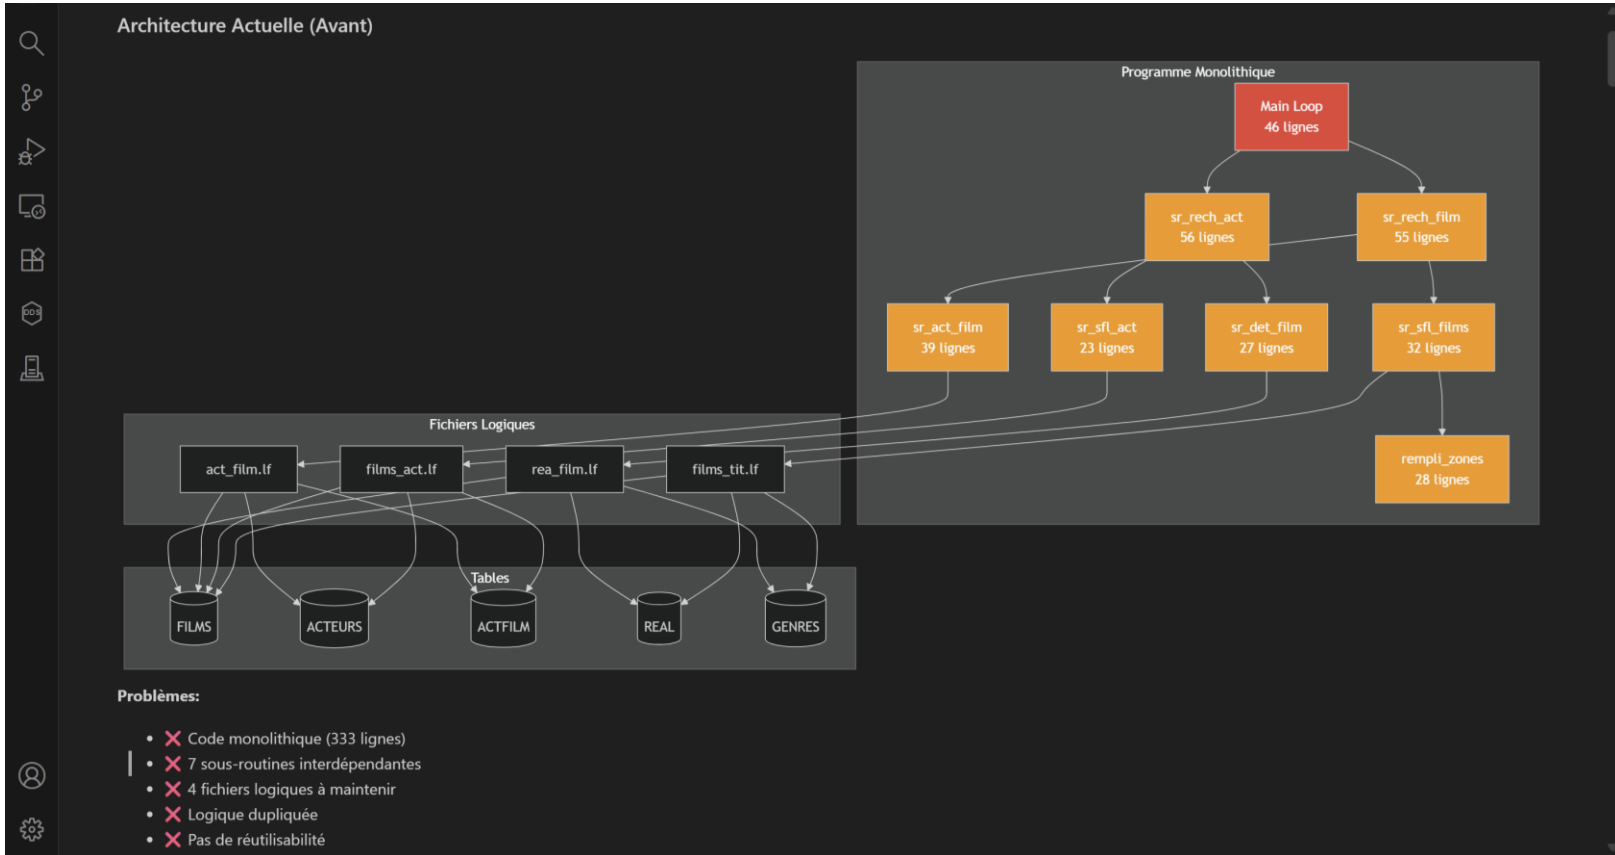 Architecture Actuelle (Avant)
Programme Monolithique
Main Loop
46 lignes
sr_rech_act
56 lignes
sr_rech_film
55 lignes
sr_act_film
39 lignes
sr_sfl_act
23 lignes
sr_det_film
27 lignes
sr_sfl_films
32 lignes
rempli_zones
28 lignes
Fichiers Logiques
act_film.lf
films_act.lf
rea_film.lf
films_tit.lf
Tables
FILMS
ACTEURS
ACTFILM
REAL
GENRES
Problèmes:
• ❌ Code monolithique (333 lignes)
• ❌ 7 sous-routines interdépendantes
• ❌ 4 fichiers logiques à maintenir
• ❌ Logique dupliquée
• ❌ Pas de réutilisabilité
DDS